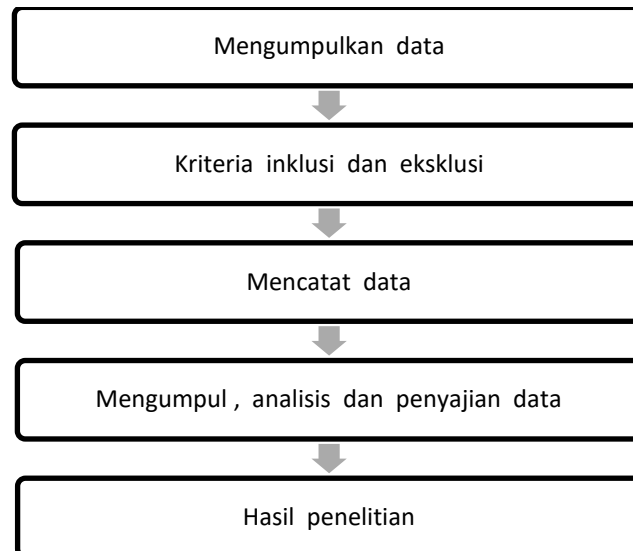 Mengumpulkan data
Kriteria inklusi dan eksklusi
Mencatat data
Mengumpul , analisis dan penyajian data
Hasil penelitian